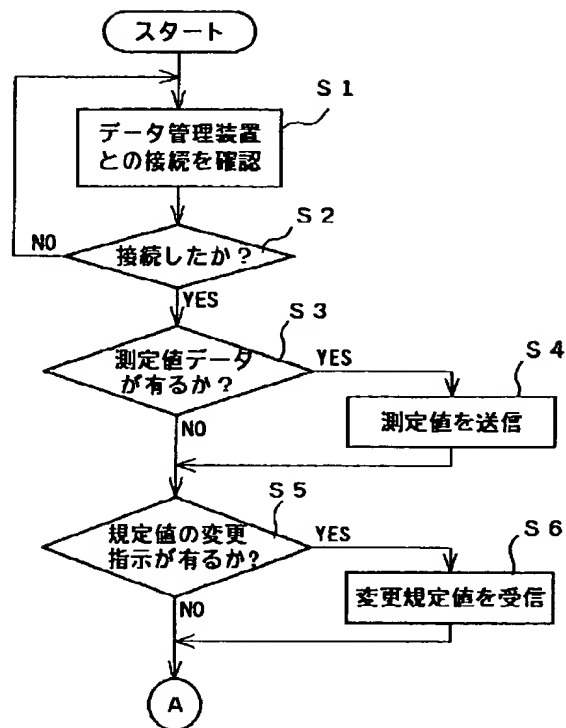 スタート
S1
データ管理装置
との接続を確認
S2
NO
接続したか?
YES
S3
測定値データ
が有るか?
YES
S4
測定値を送信
NO
S5
規定値の変更
指示が有るか?
YES
S6
変更規定値を受信
NO
A